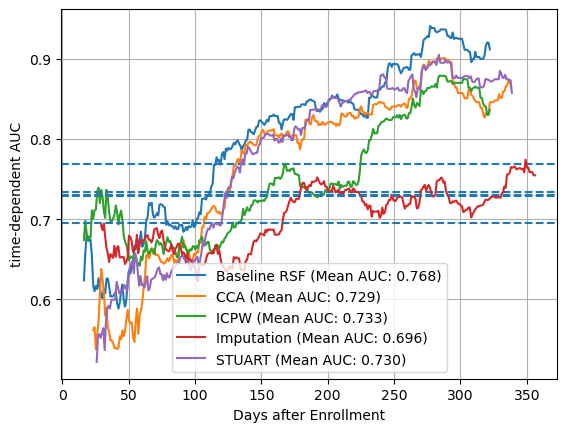 time-dependent AUC
0.9
0.8
0.7
0.6
0
50
100
150
200
250
300
350
Days after Enrollment
Baseline RSF (Mean AUC: 0.768)
CCA (Mean AUC: 0.729)
ICPW (Mean AUC: 0.733)
Imputation (Mean AUC: 0.696)
STUART (Mean AUC: 0.730)